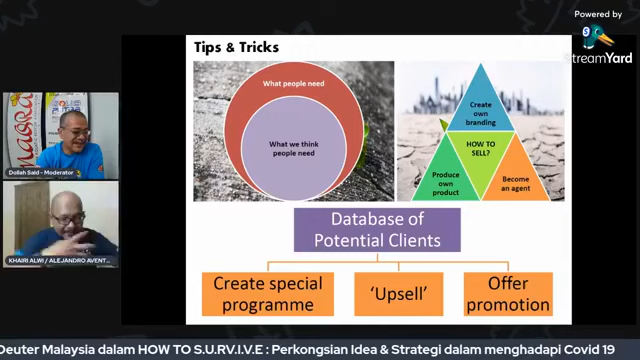 Powered by
StreamYard
Tips & Tricks
What people need
What we think
people need
Create
own
branding
HOW TO
SELL?
Produce
own
product
Become
an agent
Database of
Potential Clients
Create special
programme
'Upsell'
Offer
promotion
Dollah Said - Moderator
KHAIRI ALWI / ALEJANDRO AVENT...
Deuter Malaysia dalam HOW TO S.U.RV.I.V.E : Perkongsian Idea & Strategi dalam menghadapi Covid 19